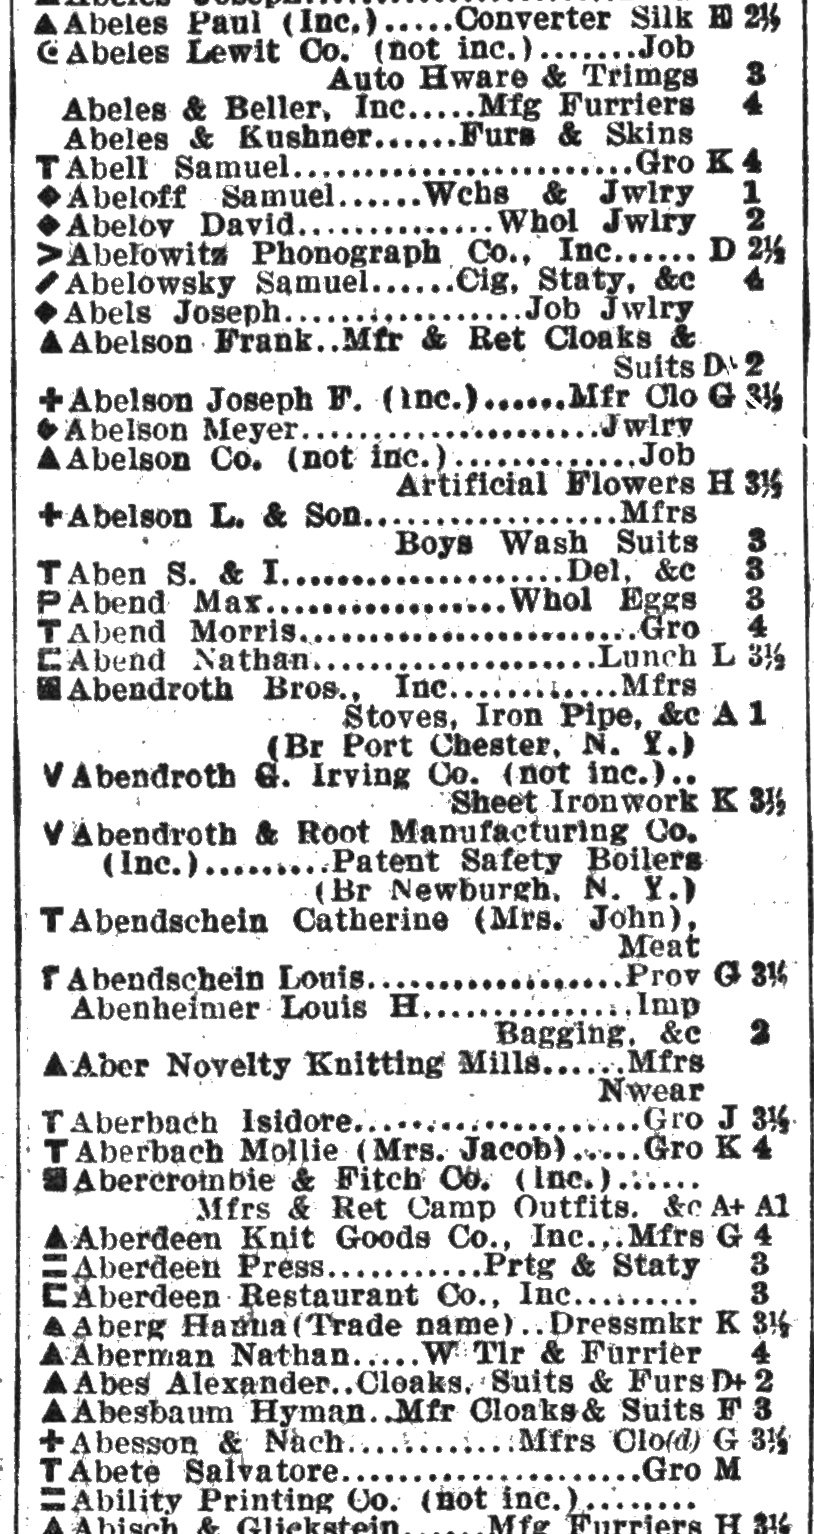 ▲Abeles Paul (Inc.).....Converter Silk E 2½
Abeles Lewit Co. (not inc.).......Job
Auto Hware & Trimgs 3
Abeles & Beller, Inc.....Mfg Furriers 4
Abeles & Kushner......Furs & Skins
T Abell Samuel........................Gro K 4
◆Abeloff Samuel......Wchs & Jwlry 1
◆Abelov David..............Whol Jwlry 2
>Abelowitz Phonograph Co., Inc...... D 2½
Abelowsky Samuel......Cig, Staty, &c 4
◆Abels Joseph.................Job Jwlry
▲Abelson Frank..Mfr & Ret Cloaks &
Suits D 2
+Abelson Joseph F. (Inc.)......Mfr Clo G 3½
◆Abelson Meyer......................Jwlry
▲Abelson Co. (not inc.).............Job
Artificial Flowers H 3½
+Abelson L. & Son..................Mfrs
Boys Wash Suits 3
T Aben S. & I.....................Del, &c 3
P Abend Max..................Whol Eggs 3
T Abend Morris.........................Gro 4
⊏ Abend Nathan....................Lunch L 3½
Abendroth Bros., Inc............Mfrs
Stoves, Iron Pipe, &c A 1
(Br Port Chester, N. Y.)
V Abendroth G. Irving Co. (not inc.)..
Sheet Ironwork K 3½
V Abendroth & Root Manufacturing Co.
(Inc.).........Patent Safety Boilers
(Br Newburgh, N. Y.)
T Abendschein Catherine (Mrs. John),
Meat
Abendschein Louis...................Prov G 3½
Abenheimer Louis H...............Imp
Bagging, &c 2
▲Aber Novelty Knitting Mills......Mfrs
Nwear
T Aberbach Isidore....................Gro J 3½
T Aberbach Mollie (Mrs. Jacob).....Gro K 4
Abercrombie & Fitch Co. (Inc.)......
Mfrs & Ret Camp Outfits, &c A+ A1
▲Aberdeen Knit Goods Co., Inc...Mfrs G 4
=Aberdeen Press...........Prtg & Staty 3
⊏ Aberdeen Restaurant Co., Inc......... 3
▲Aberg Hanna(Trade name)..Dressmkr K 3½
▲Aberman Nathan.....W Tlr & Furrier 4
▲Abes Alexander..Cloaks, Suits & Furs D+ 2
▲Abesbaum Hyman..Mfr Cloaks & Suits F 3
+Abesson & Nach............Mfrs Clo(d) G 3½
T Abete Salvatore.....................Gro M
=Ability Printing Co. (not inc.)........
▲Abisch & Glickstein......Mfg Furriers H 3½